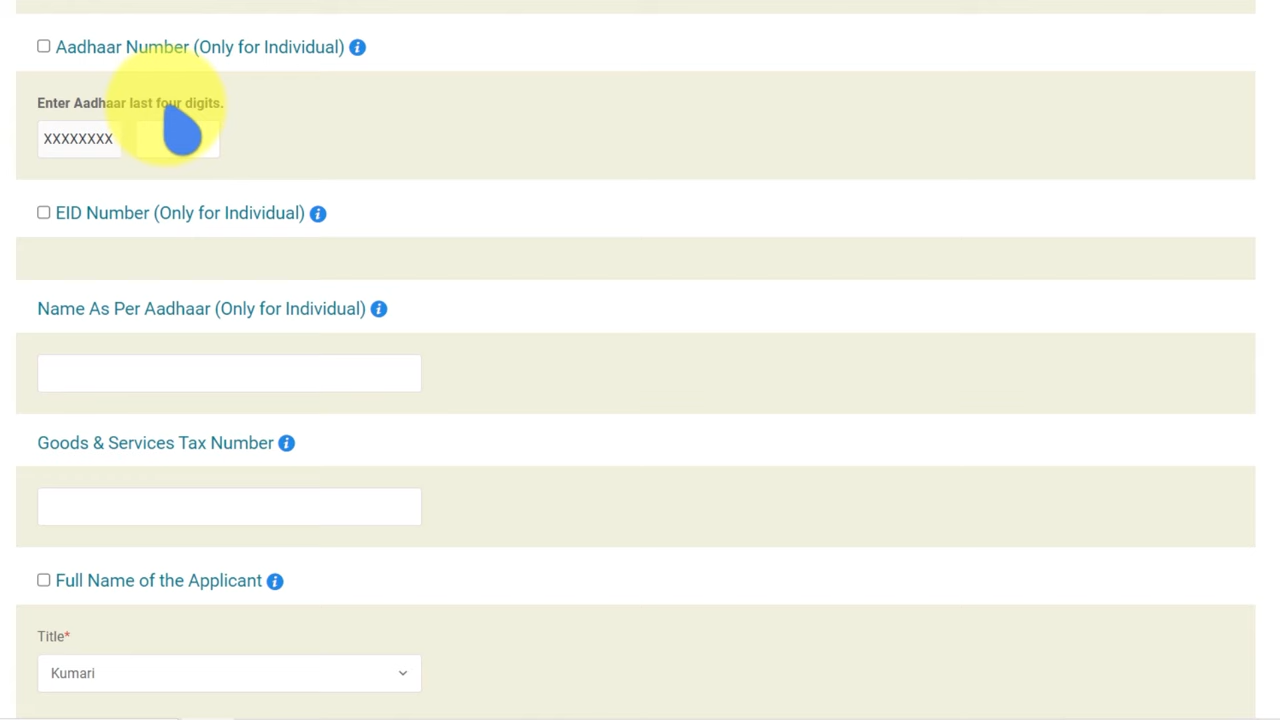 Aadhaar Number (Only for Individual) i
Enter Aadhaar last four digits.
XXXXXXXX
EID Number (Only for Individual) i
Name As Per Aadhaar (Only for Individual) i
Goods & Services Tax Number i
Full Name of the Applicant i
Title*
Kumari